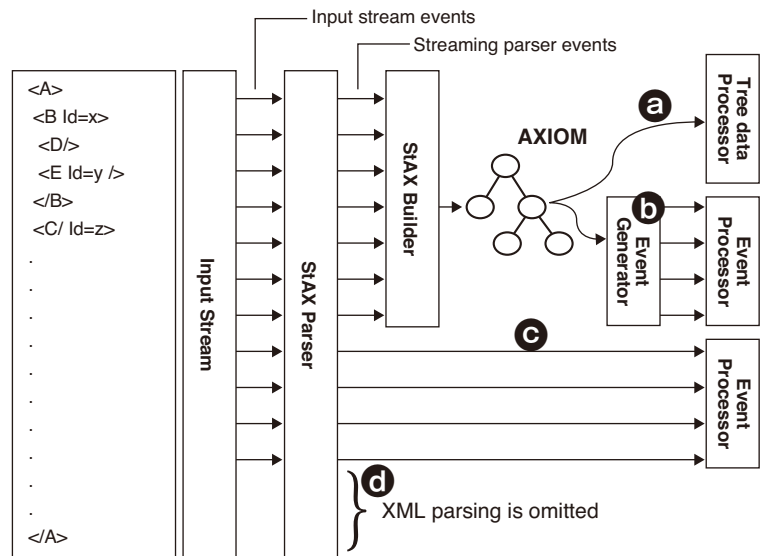 Input stream events
Streaming parser events
<A>
<B Id=x>
<D/>
<E Id=y />
</B>
<C/ Id=z>
.
.
.
.
.
.
.
.
.
.
</A>
Input Stream
StAX Parser
StAX Builder
AXIOM
a
Tree data
Processor
b
Event
Generator
Event
Processor
c
Event
Processor
d
XML parsing is omitted